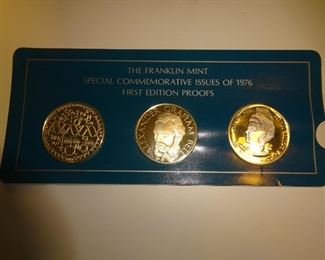 THE FRANKLIN MINT
SPECIAL COMMEMORATIVE ISSUES OF 1976
FIRST EDITION PROOFS
ALEXANDER GRAHAM BELL